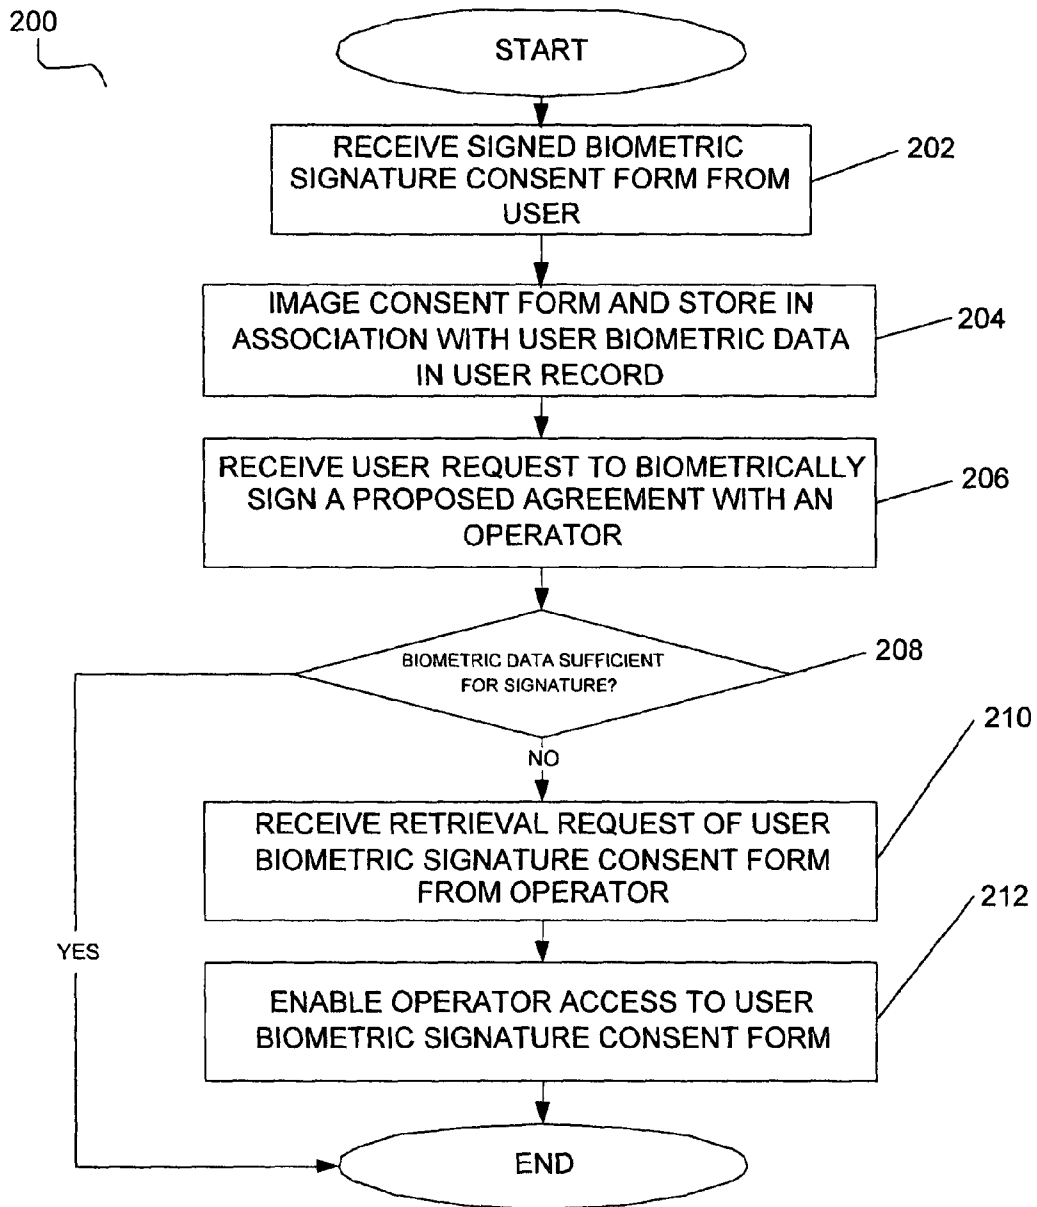 200
START
RECEIVE SIGNED BIOMETRIC
SIGNATURE CONSENT FORM FROM
USER
202
IMAGE CONSENT FORM AND STORE IN
ASSOCIATION WITH USER BIOMETRIC DATA
IN USER RECORD
204
RECEIVE USER REQUEST TO BIOMETRICALLY
SIGN A PROPOSED AGREEMENT WITH AN
OPERATOR
206
BIOMETRIC DATA SUFFICIENT
FOR SIGNATURE?
208
NO
210
RECEIVE RETRIEVAL REQUEST OF USER
BIOMETRIC SIGNATURE CONSENT FORM
FROM OPERATOR
212
YES
ENABLE OPERATOR ACCESS TO USER
BIOMETRIC SIGNATURE CONSENT FORM
END